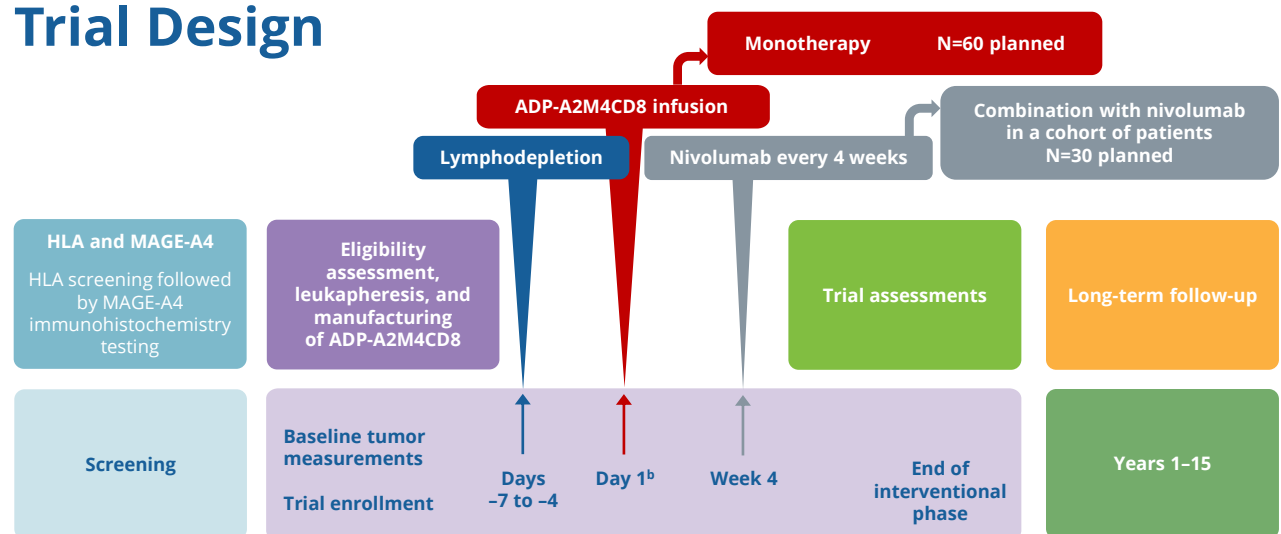 Trial Design
Monotherapy N=60 planned
ADP-A2M4CD8 infusion
Combination with nivolumab
in a cohort of patients
N=30 planned
Lymphodepletion
Nivolumab every 4 weeks
HLA and MAGE-A4
HLA screening followed
by MAGE-A4
immunohistochemistry
testing
Eligibility
assessment,
leukapheresis, and
manufacturing
of ADP-A2M4CD8
Trial assessments
Long-term follow-up
Screening
Baseline tumor
measurements
Trial enrollment
Days
–7 to –4
Day 1ᵇ
Week 4
End of
interventional
phase
Years 1–15